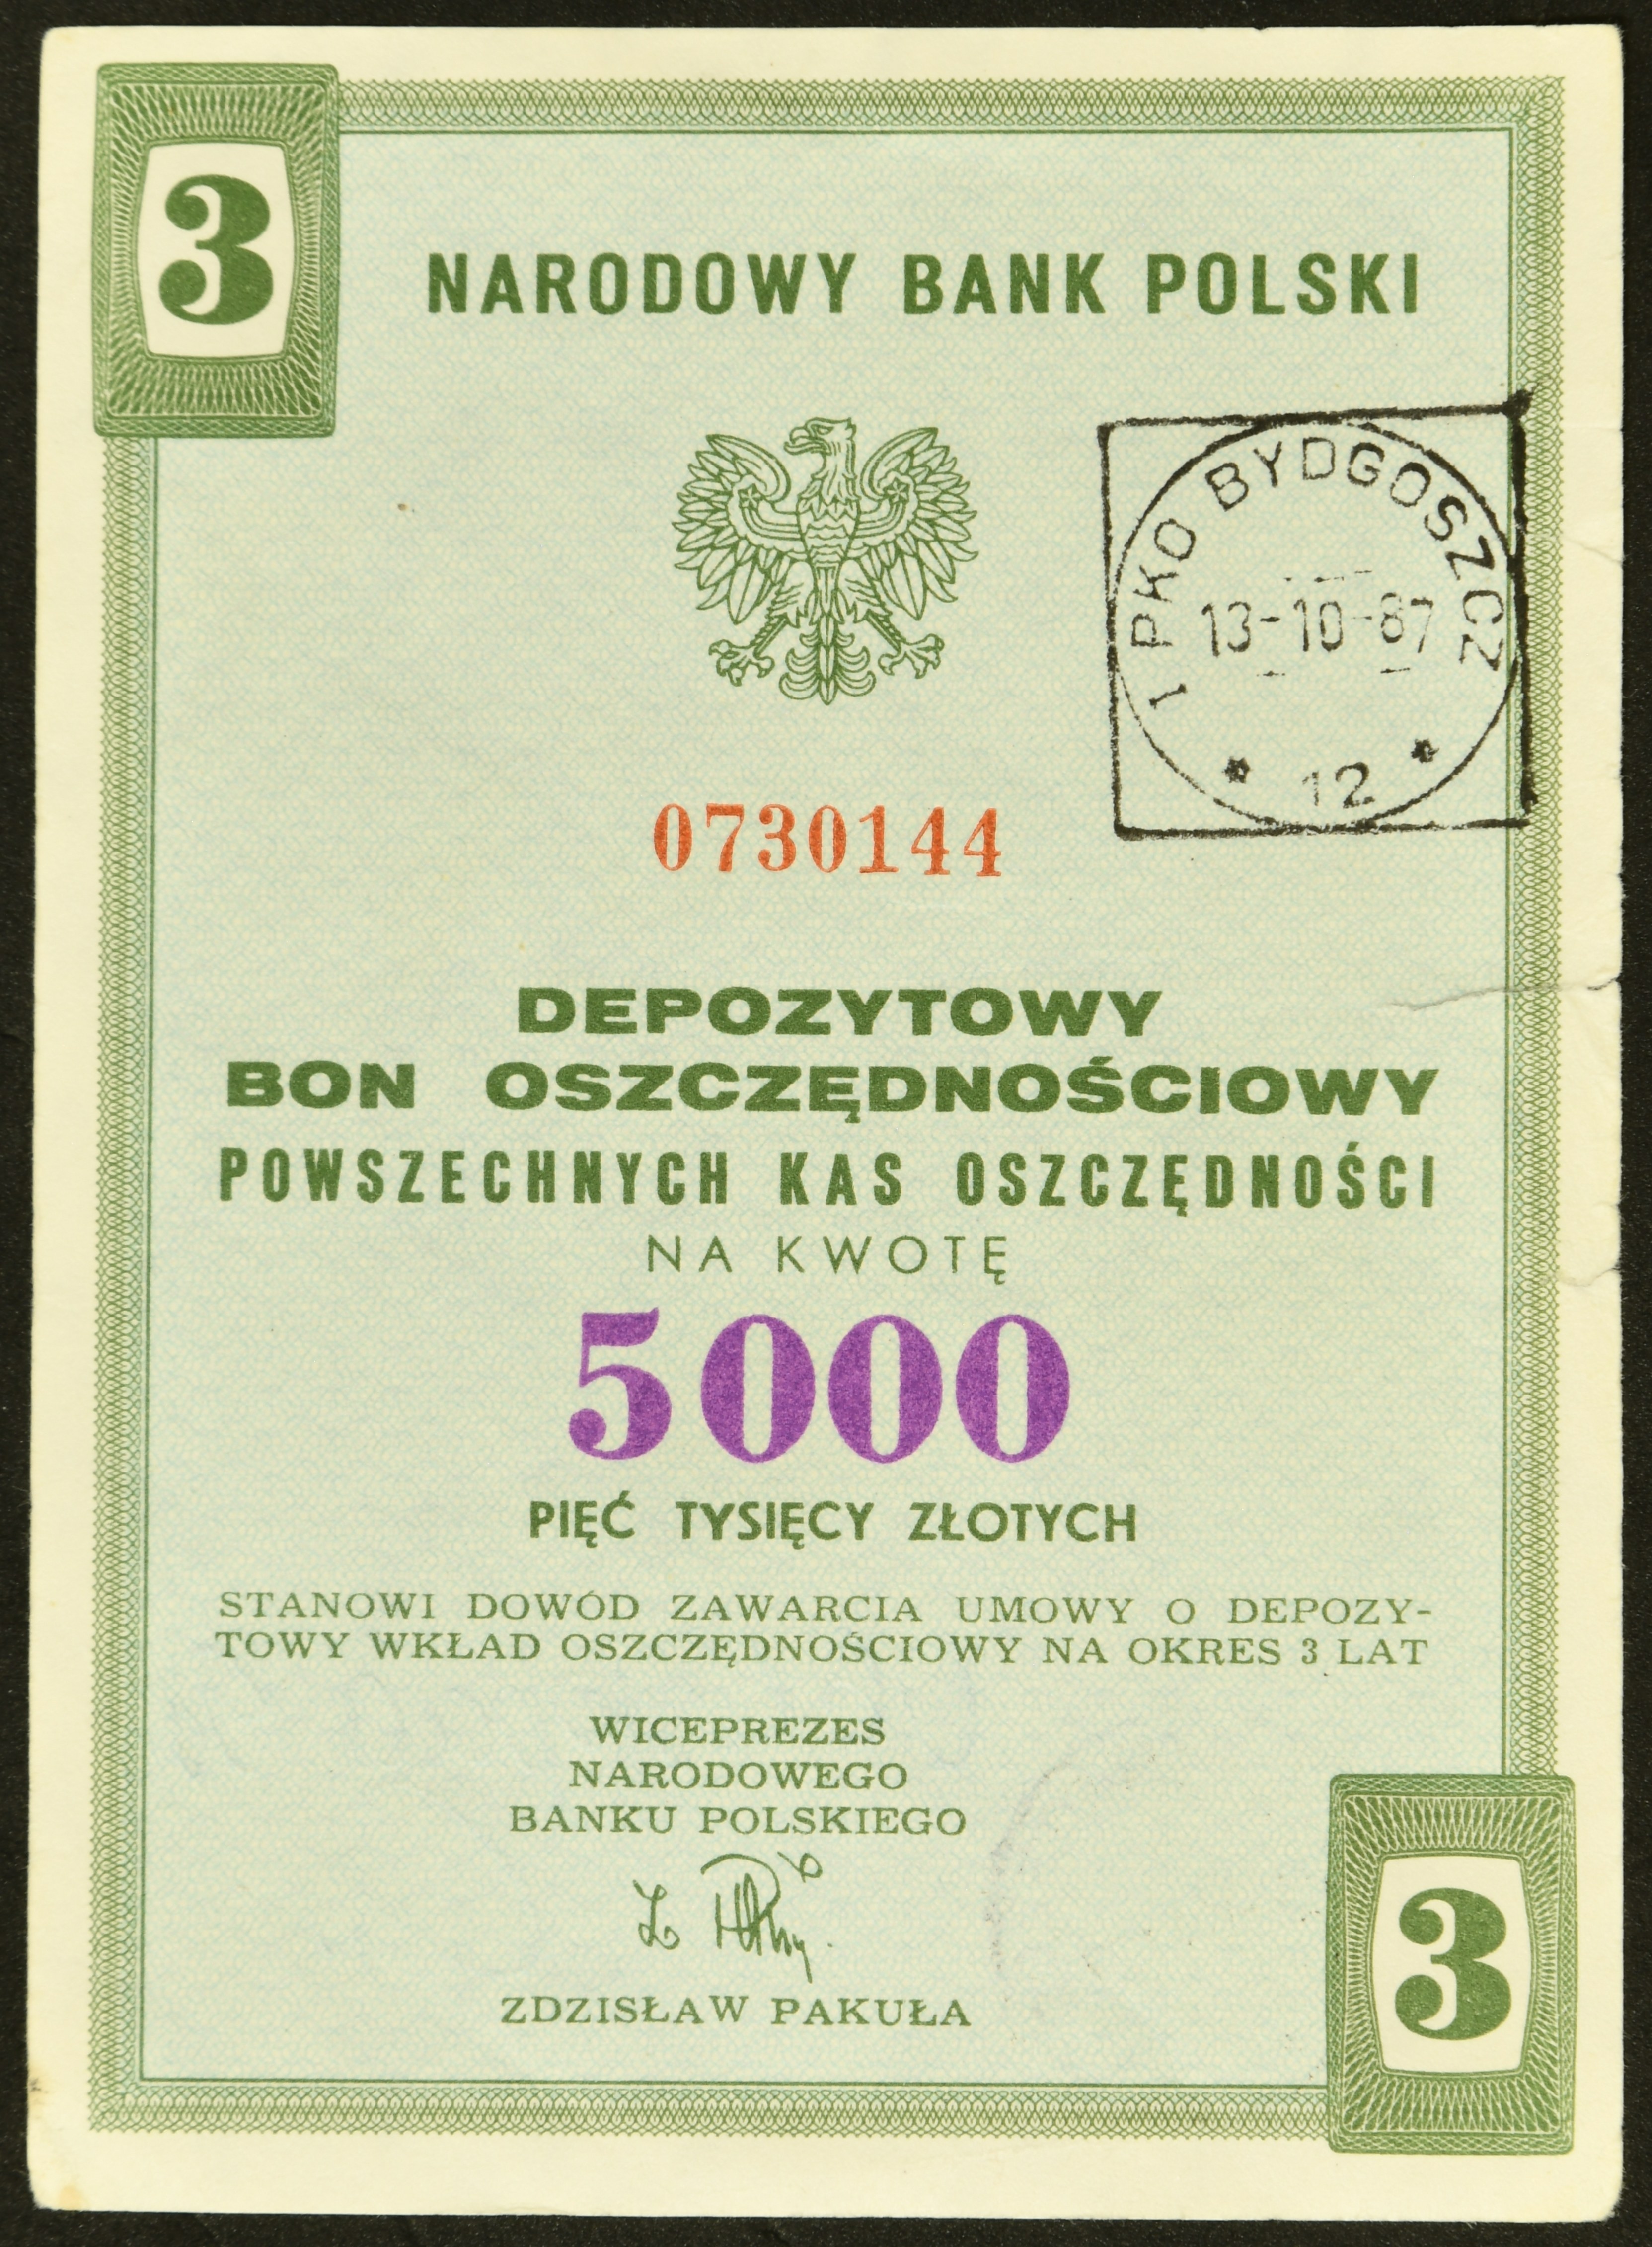 3
NARODOWY BANK POLSKI
I PKO BYDGOSZCZ
13-10-87
* 12 *
0730144
DEPOZYTOWY
BON OSZCZĘDNOŚCIOWY
POWSZECHNYCH KAS OSZCZĘDNOŚCI
NA KWOTĘ
5000
PIĘĆ TYSIĘCY ZŁOTYCH
STANOWI DOWÓD ZAWARCIA UMOWY O DEPOZY-
TOWY WKŁAD OSZCZĘDNOŚCIOWY NA OKRES 3 LAT
WICEPREZES
NARODOWEGO
BANKU POLSKIEGO
ZDZISŁAW PAKUŁA
3